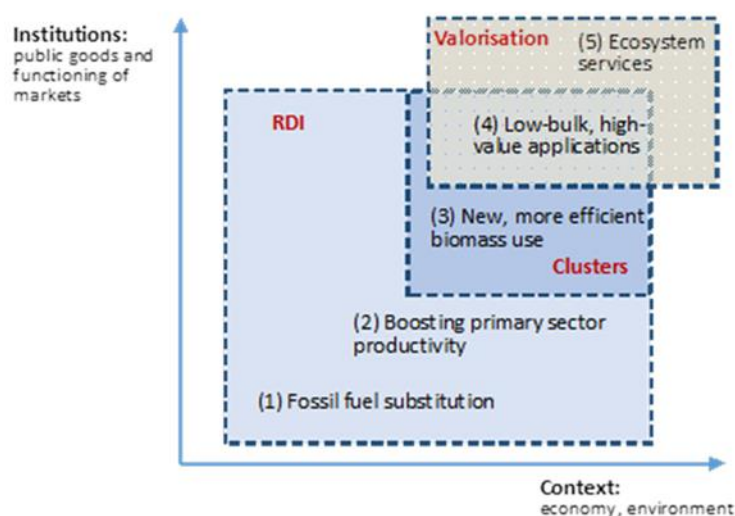 Institutions:
public goods and
functioning of
markets
Valorisation
(5) Ecosystem
services
RDI
(4) Low-bulk, high-
value applications
(3) New, more efficient
biomass use
Clusters
(2) Boosting primary sector
productivity
(1) Fossil fuel substitution
Context:
economy, environment